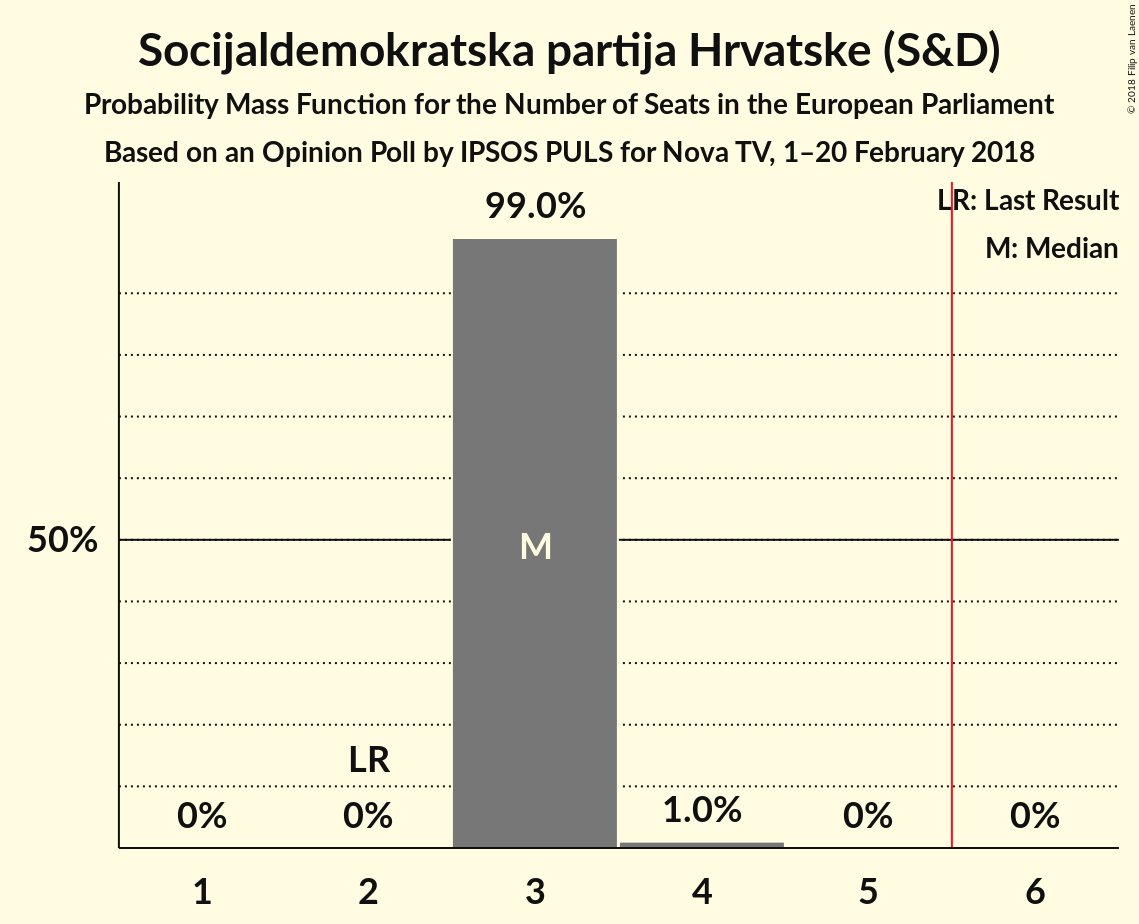 Socijaldemokratska partija Hrvatske (S&D)
Probability Mass Function for the Number of Seats in the European Parliament
Based on an Opinion Poll by IPSOS PULS for Nova TV, 1–20 February 2018
© 2018 Filip van Laenen
LR: Last Result
M: Median
99.0%
50%
M
LR
0%
0%
1.0%
0%
0%
1
2
3
4
5
6